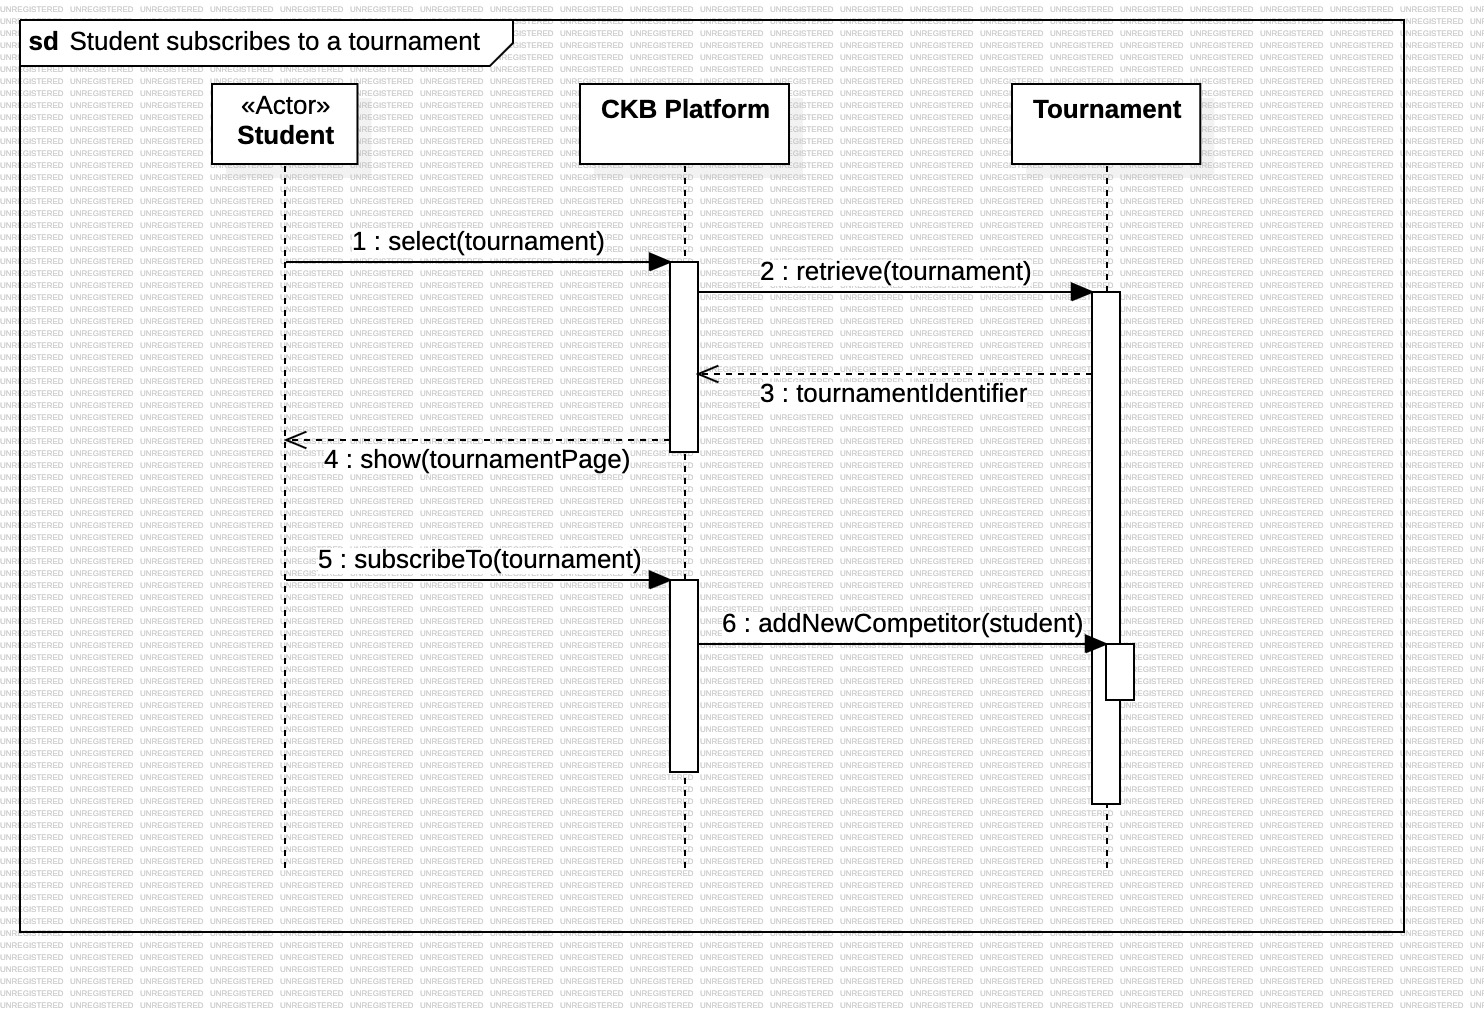 sd Student subscribes to a tournament
«Actor»
Student
CKB Platform
Tournament
1 : select(tournament)
2 : retrieve(tournament)
3 : tournamentIdentifier
4 : show(tournamentPage)
5 : subscribeTo(tournament)
6 : addNewCompetitor(student)
UNREGISTERED